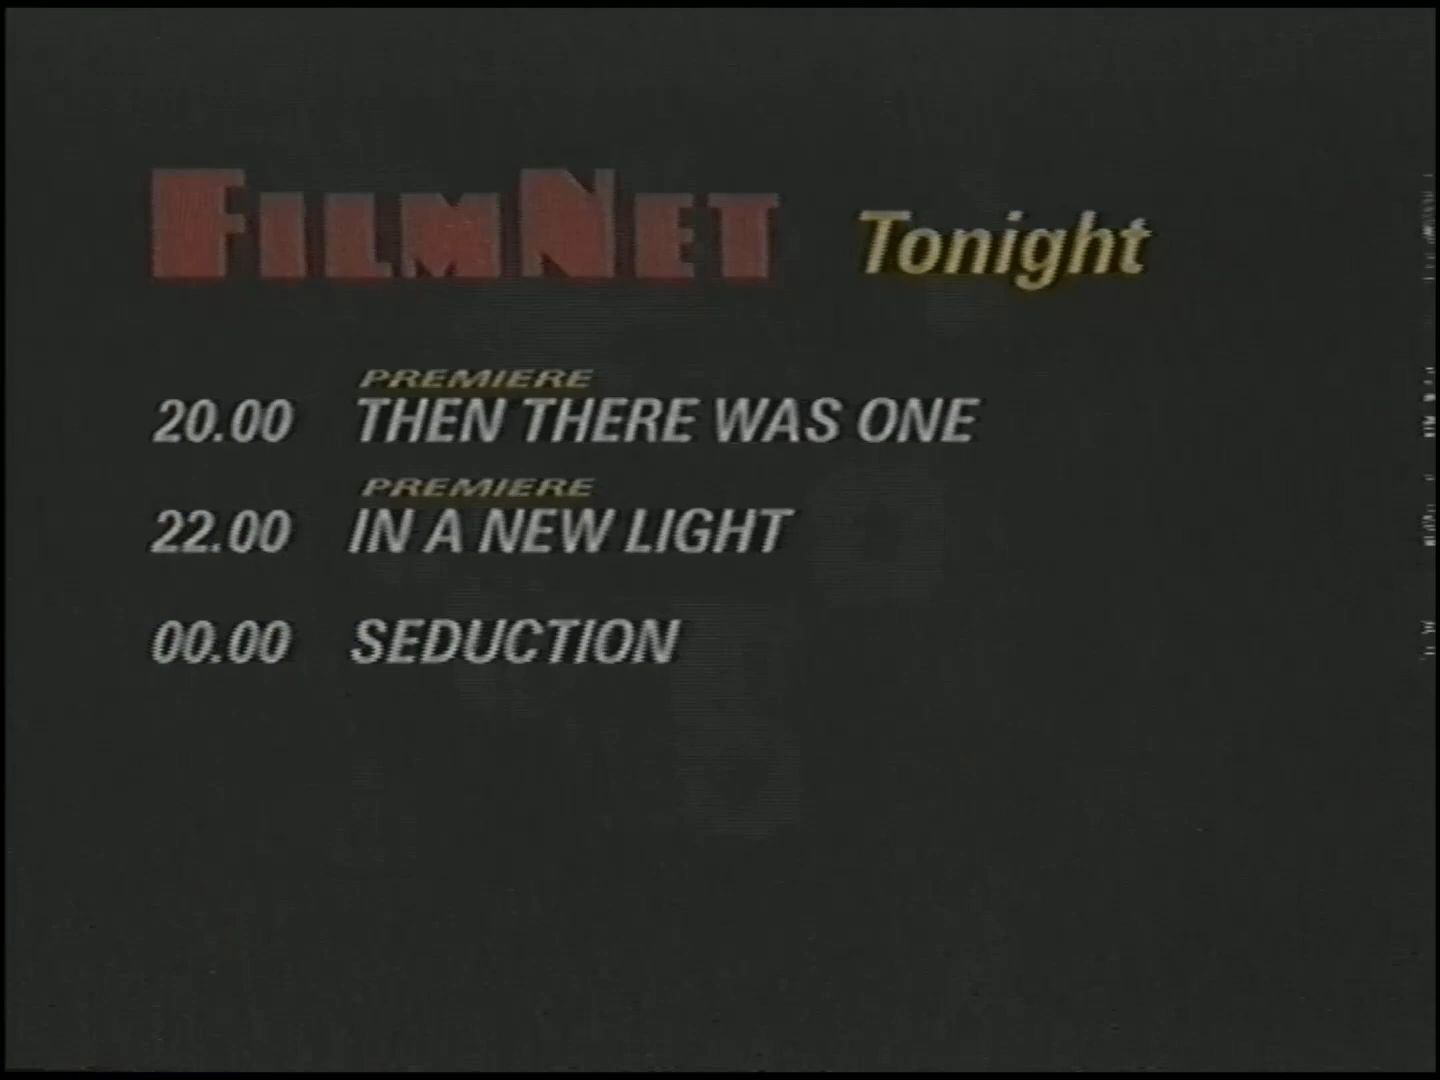 FILMNET Tonight
PREMIERE
20.00 THEN THERE WAS ONE
PREMIERE
22.00 IN A NEW LIGHT
00.00 SEDUCTION